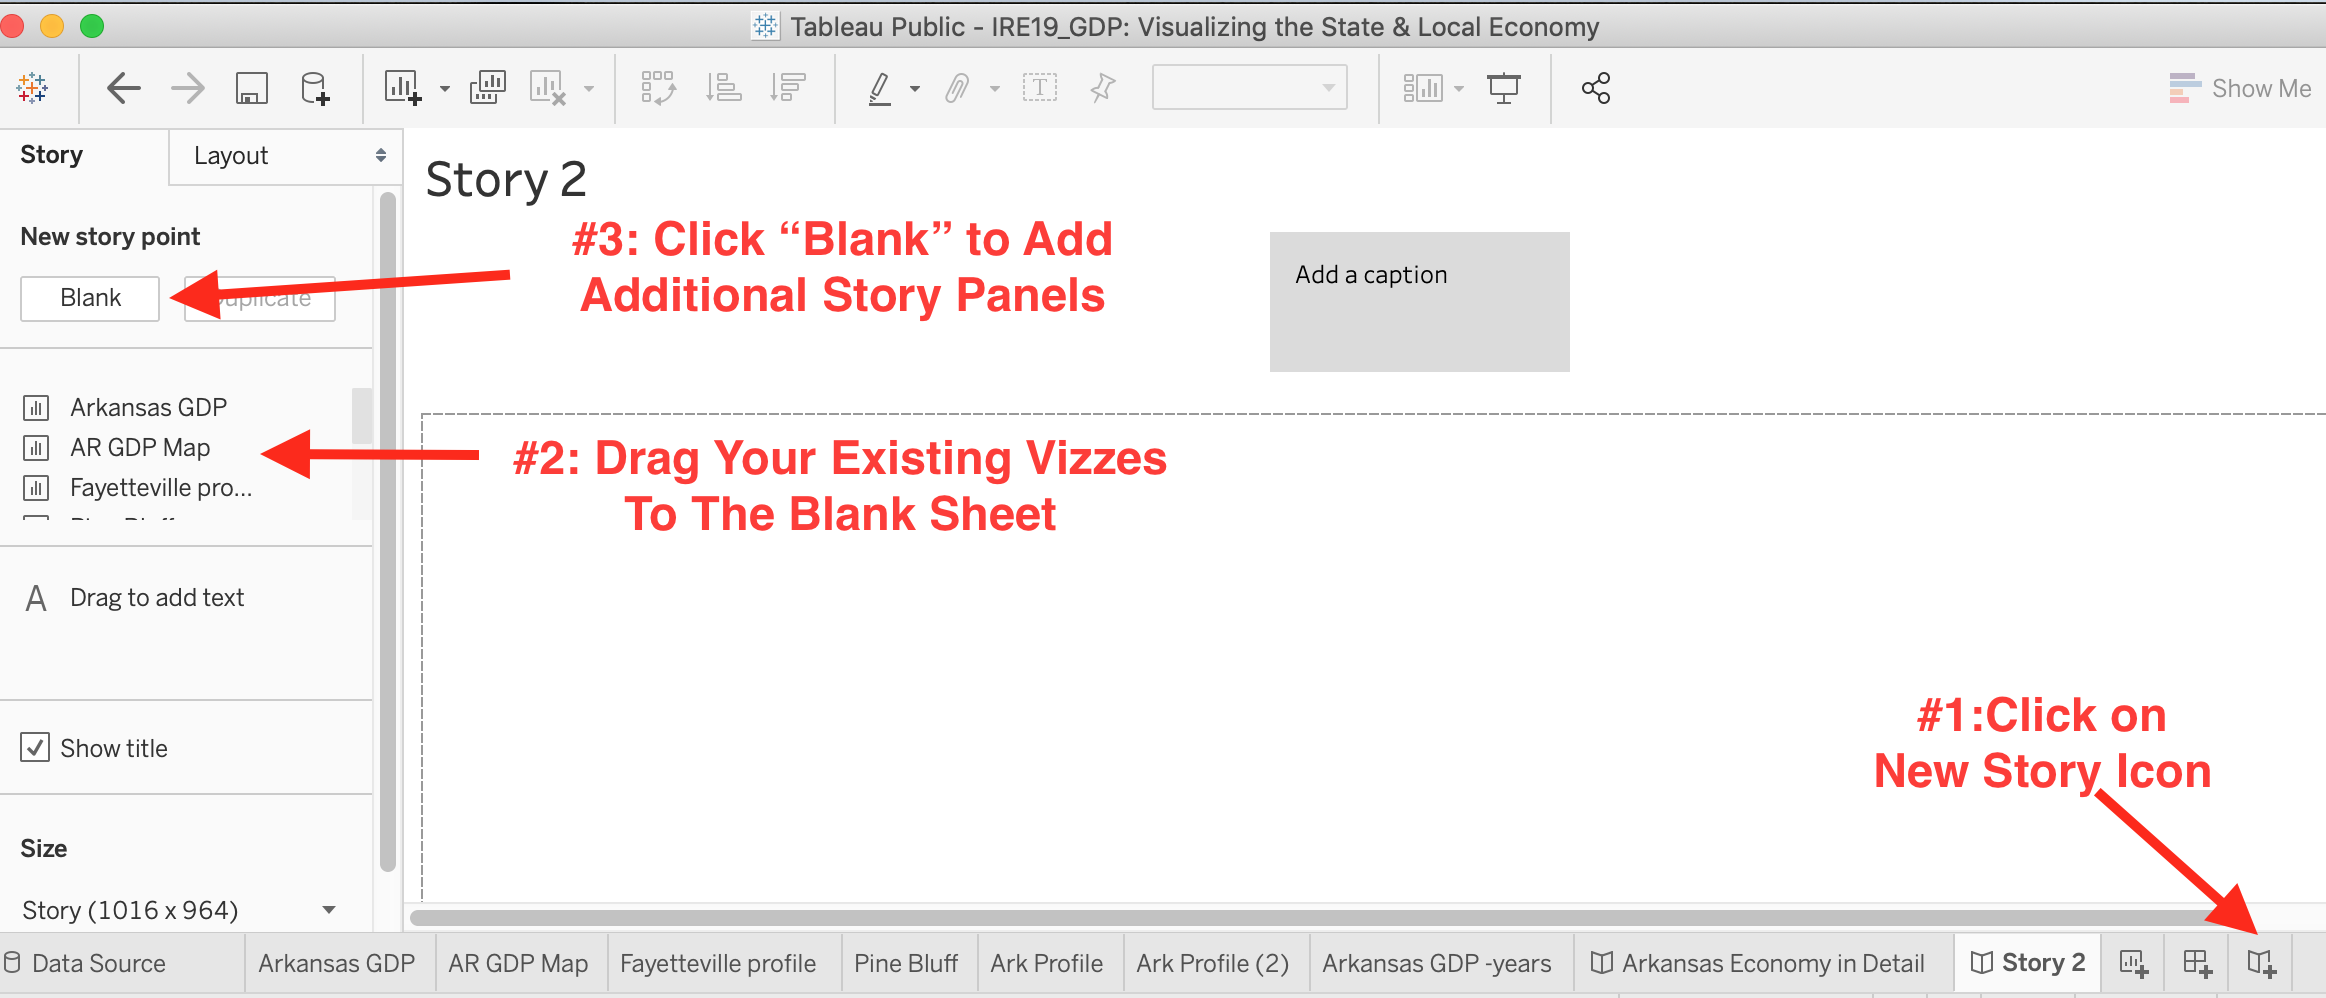 Tableau Public - IRE19_GDP: Visualizing the State & Local Economy
Show Me
Story
Layout
Story 2
New story point
Blank
#3: Click “Blank” to Add
Additional Story Panels
Add a caption
Arkansas GDP
AR GDP Map
Fayetteville pro...
#2: Drag Your Existing Vizzes
To The Blank Sheet
A Drag to add text
Show title
#1:Click on
New Story Icon
Size
Story (1016 x 964)
Data Source Arkansas GDP AR GDP Map Fayetteville profile Pine Bluff Ark Profile Ark Profile (2) Arkansas GDP -years Arkansas Economy in Detail Story 2